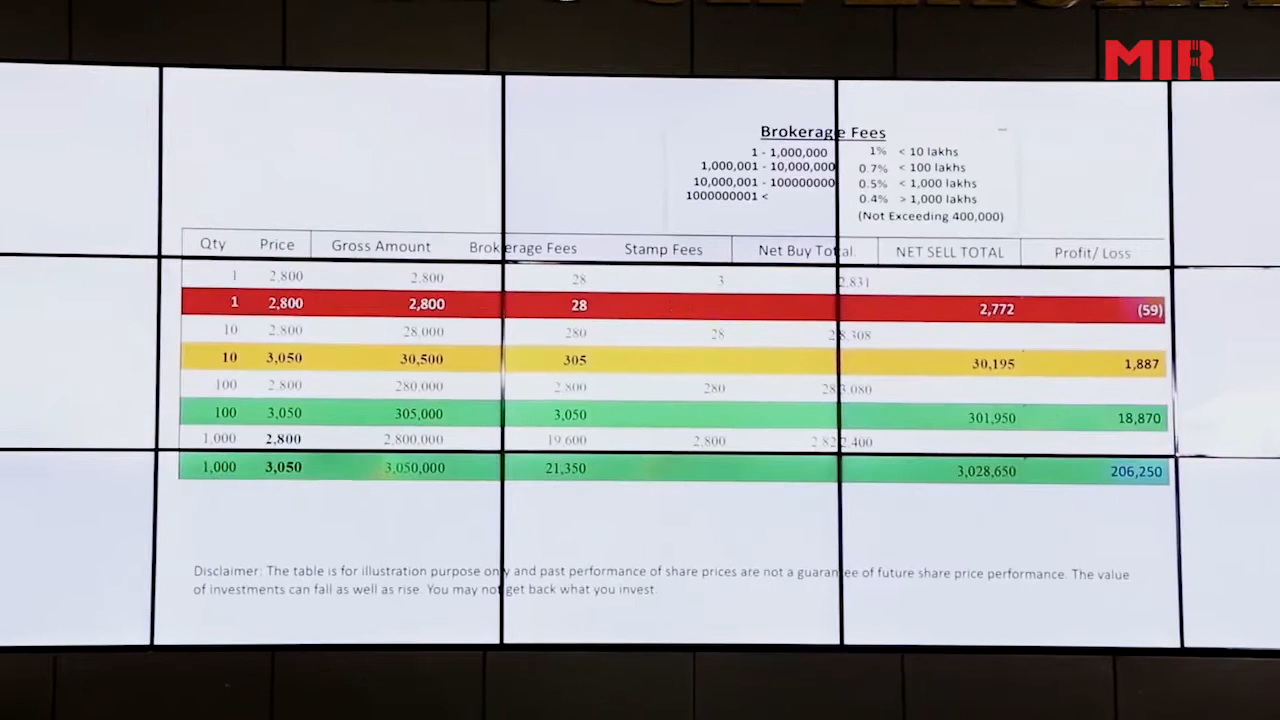 MIR
Brokerage Fees
1 - 1,000,000 1% < 10 lakhs
1,000,001 - 10,000,000 0.7% < 100 lakhs
10,000,001 - 100000000 0.5% < 1,000 lakhs
1000000001 < 0.4% > 1,000 lakhs
(Not Exceeding 400,000)
Qty Price Gross Amount Brokerage Fees Stamp Fees Net Buy Total NET SELL TOTAL Profit/ Loss
1 2,800 2,800 28 3 2,831
1 2,800 2,800 28 2,772 (59)
10 2,800 28,000 280 28 28,308
10 3,050 30,500 305 30,195 1,887
100 2,800 280,000 2,800 280 283,080
100 3,050 305,000 3,050 301,950 18,870
1,000 2,800 2,800,000 19,600 2,800 2,822,400
1,000 3,050 3,050,000 21,350 3,028,650 206,250
Disclaimer: The table is for illustration purpose only and past performance of share prices are not a guarantee of future share price performance. The value
of investments can fall as well as rise. You may not get back what you invest.